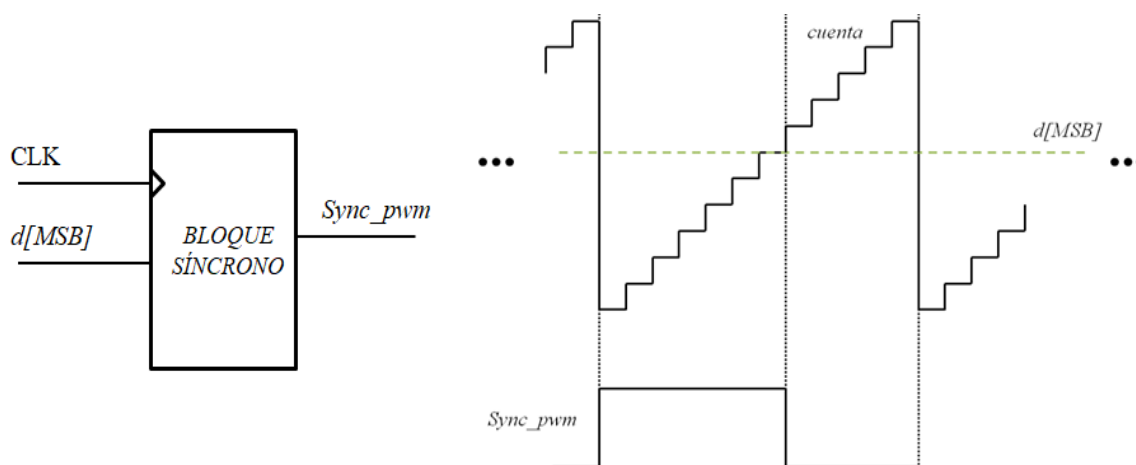 CLK
d[MSB]
BLOQUE
SÍNCRONO
Sync_pwm
cuenta
d[MSB]
Sync_pwm